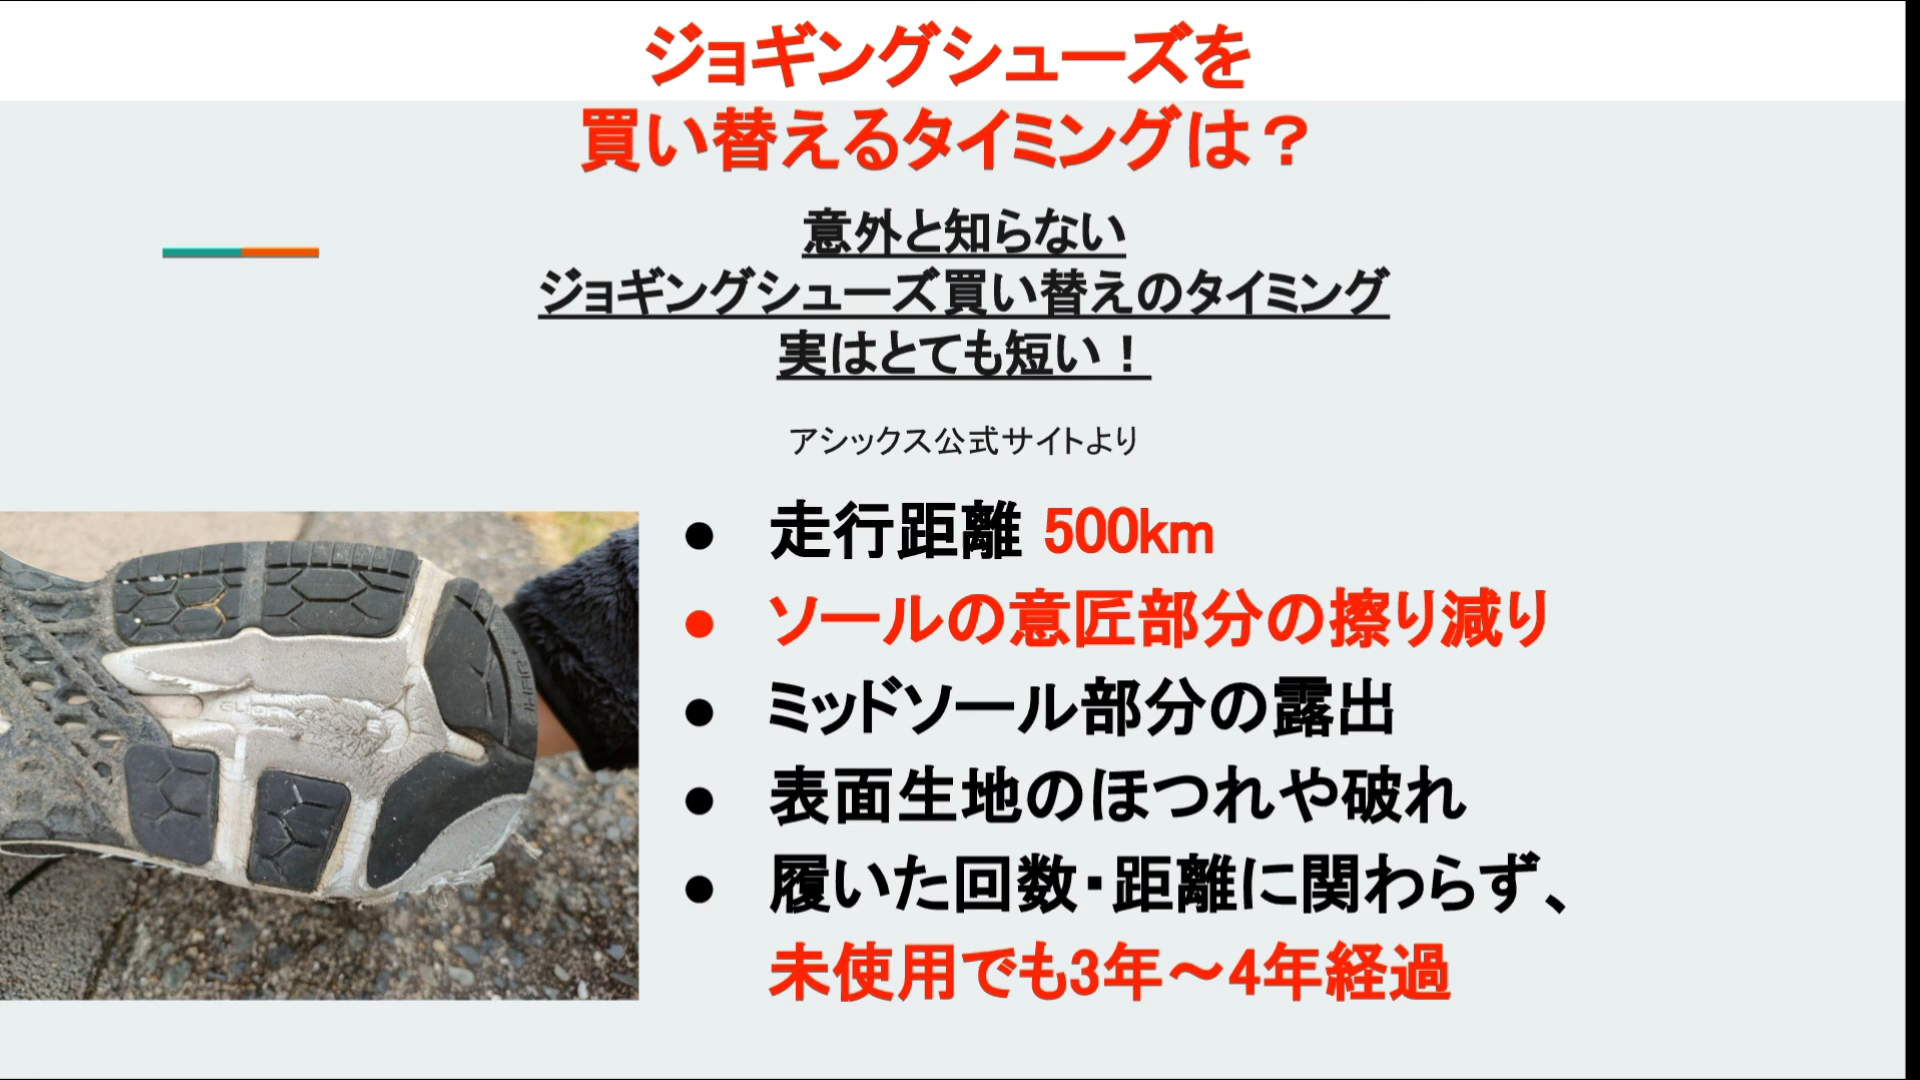 ジョギングシューズを
買い替えるタイミングは？
意外と知らない
ジョギングシューズ買い替えのタイミング
実はとても短い！
アシックス公式サイトより
● 走行距離 500km
● ソールの意匠部分の擦り減り
● ミッドソール部分の露出
● 表面生地のほつれや破れ
● 履いた回数・距離に関わらず、
未使用でも3年～4年経過